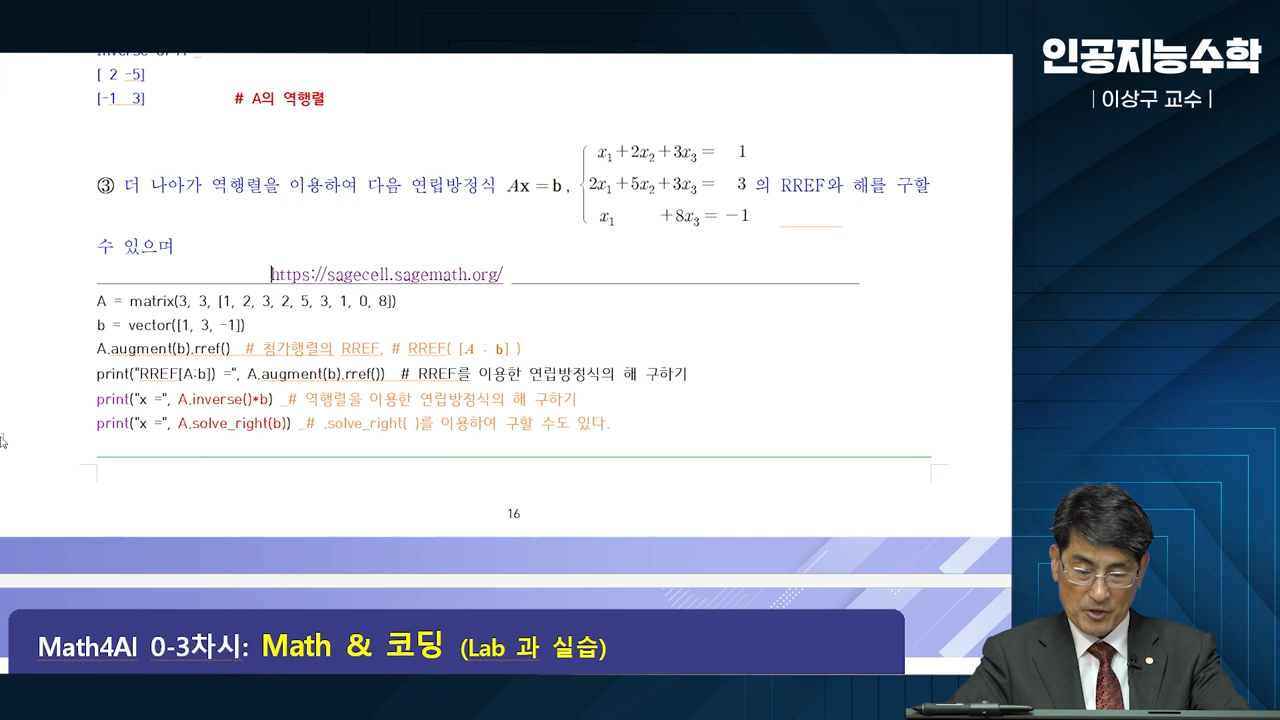 인공지능수학
| 이상구 교수 |
Inverse of A
[ 2 -5]
[-1 3] # A의 역행렬
③ 더 나아가 역행렬을 이용하여 다음 연립방정식 Ax = b, { x₁+2x₂+3x₃ = 1
2x₁+5x₂+3x₃ = 3 의 RREF와 해를 구할
x₁ +8x₃ = -1
수 있으며
https://sagecell.sagemath.org/
A = matrix(3, 3, [1, 2, 3, 2, 5, 3, 1, 0, 8])
b = vector([1, 3, -1])
A.augment(b).rref() # 첨가행렬의 RREF, # RREF( [A : b] )
print("RREF[A:b]) =", A.augment(b).rref()) # RREF를 이용한 연립방정식의 해 구하기
print("x =", A.inverse()*b) # 역행렬을 이용한 연립방정식의 해 구하기
print("x =", A.solve_right(b)) # .solve_right( )를 이용하여 구할 수도 있다.
16
Math4AI 0-3차시: Math & 코딩 (Lab 과 실습)